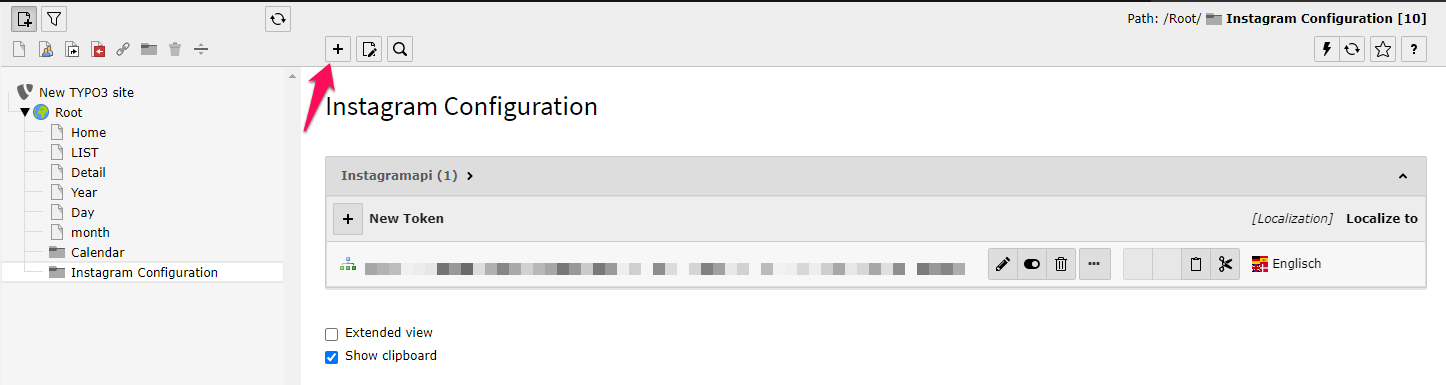 Path: /Root/ Instagram Configuration [10]
?
New TYPO3 site
Root
Home
LIST
Detail
Year
Day
month
Calendar
Instagram Configuration
Instagram Configuration
Instagramapi (1)
New Token [Localization] Localize to
Englisch
Extended view
Show clipboard